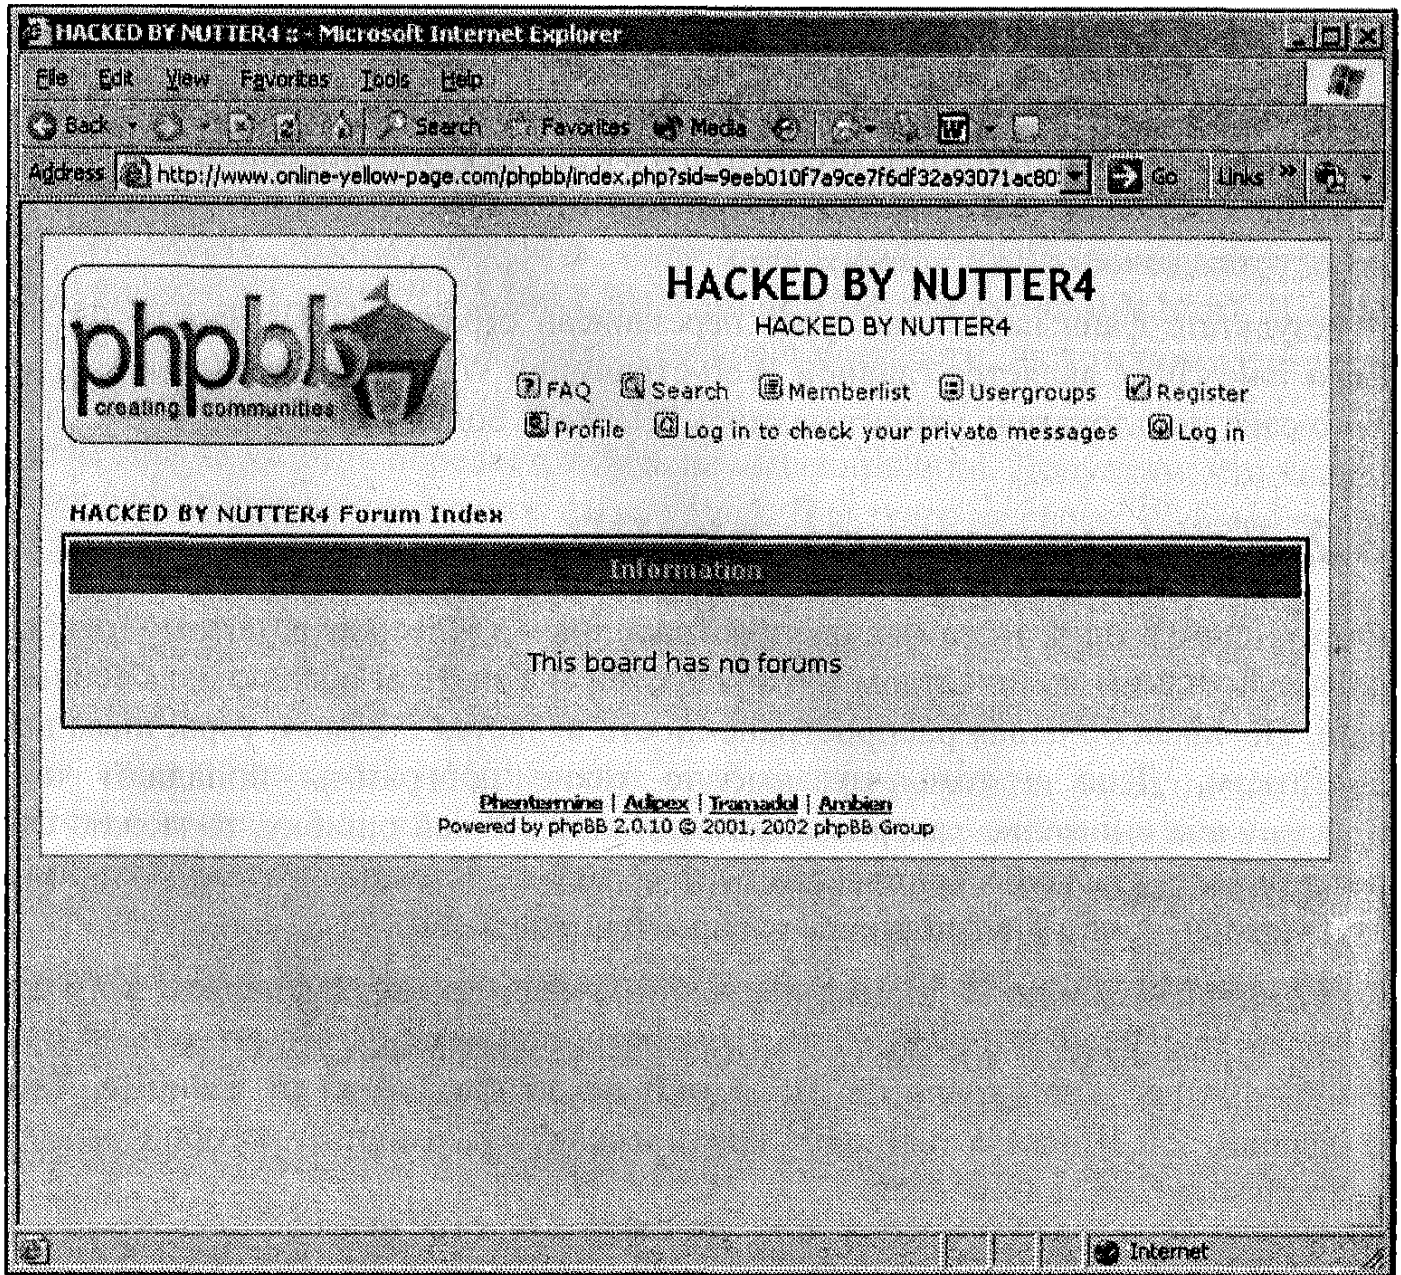 HACKED BY NUTTER4 :: - Microsoft Internet Explorer
File Edit View Favorites Tools Help
Back Search Favorites Media W
Address http://www.online-yellow-page.com/phpbb/index.php?sid=9eeb010f7a9ce7f6df32a93071ac80 Go Links »
phpbb
creating communities
HACKED BY NUTTER4
HACKED BY NUTTER4
FAQ Search Memberlist Usergroups Register
Profile Log in to check your private messages Log in
HACKED BY NUTTER4 Forum Index
Information
This board has no forums
Phentermine | Adipex | Tramadol | Ambien
Powered by phpBB 2.0.10 © 2001, 2002 phpBB Group
Internet